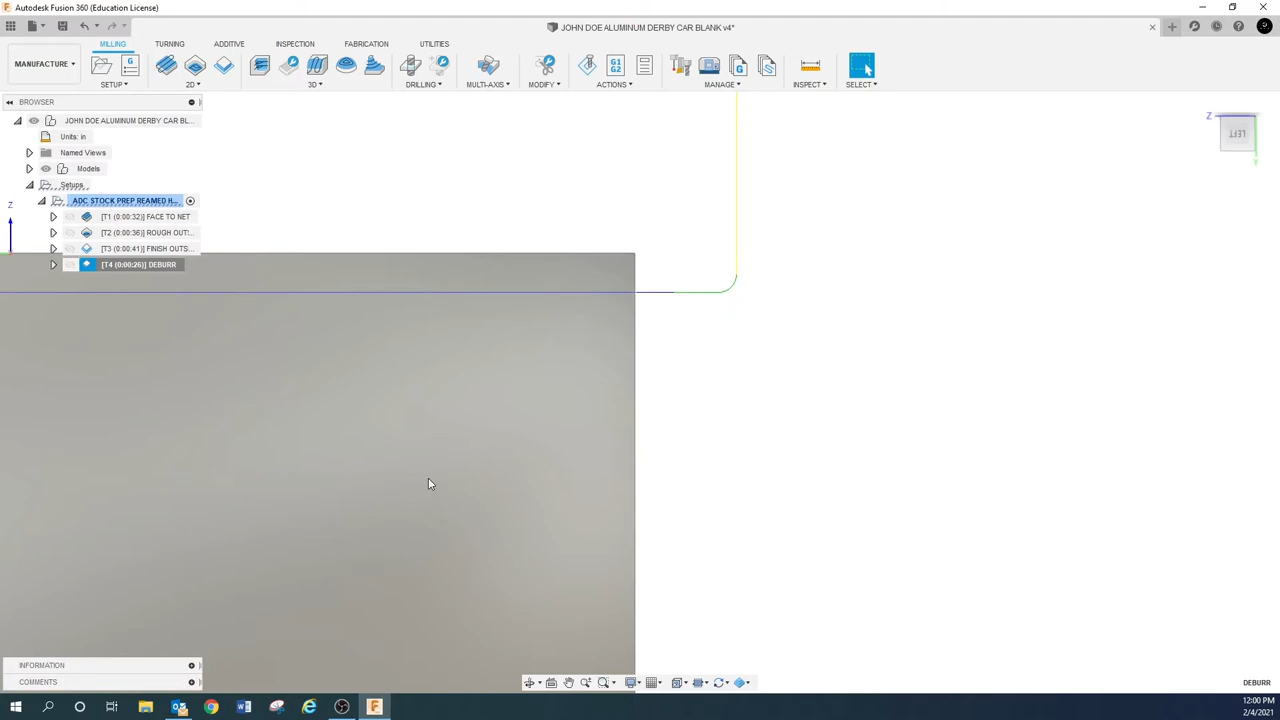 Autodesk Fusion 360 (Education License)
JOHN DOE ALUMINUM DERBY CAR BLANK v4*
MILLING TURNING ADDITIVE INSPECTION FABRICATION UTILITIES
MANUFACTURE
G
G1
G2
G
SETUP 2D 3D DRILLING MULTI-AXIS MODIFY ACTIONS MANAGE INSPECT SELECT
BROWSER
JOHN DOE ALUMINUM DERBY CAR BL...
Units: in
Named Views
Models
Setups
ADC STOCK PREP REAMED H...
[T1 (0:00:32)] FACE TO NET
[T2 (0:00:36)] ROUGH OUT...
[T3 (0:00:41)] FINISH OUTS...
[T4 (0:00:26)] DEBURR
Z
Z
LEFT
Y
INFORMATION
COMMENTS
DEBURR
12:00 PM
2/4/2021